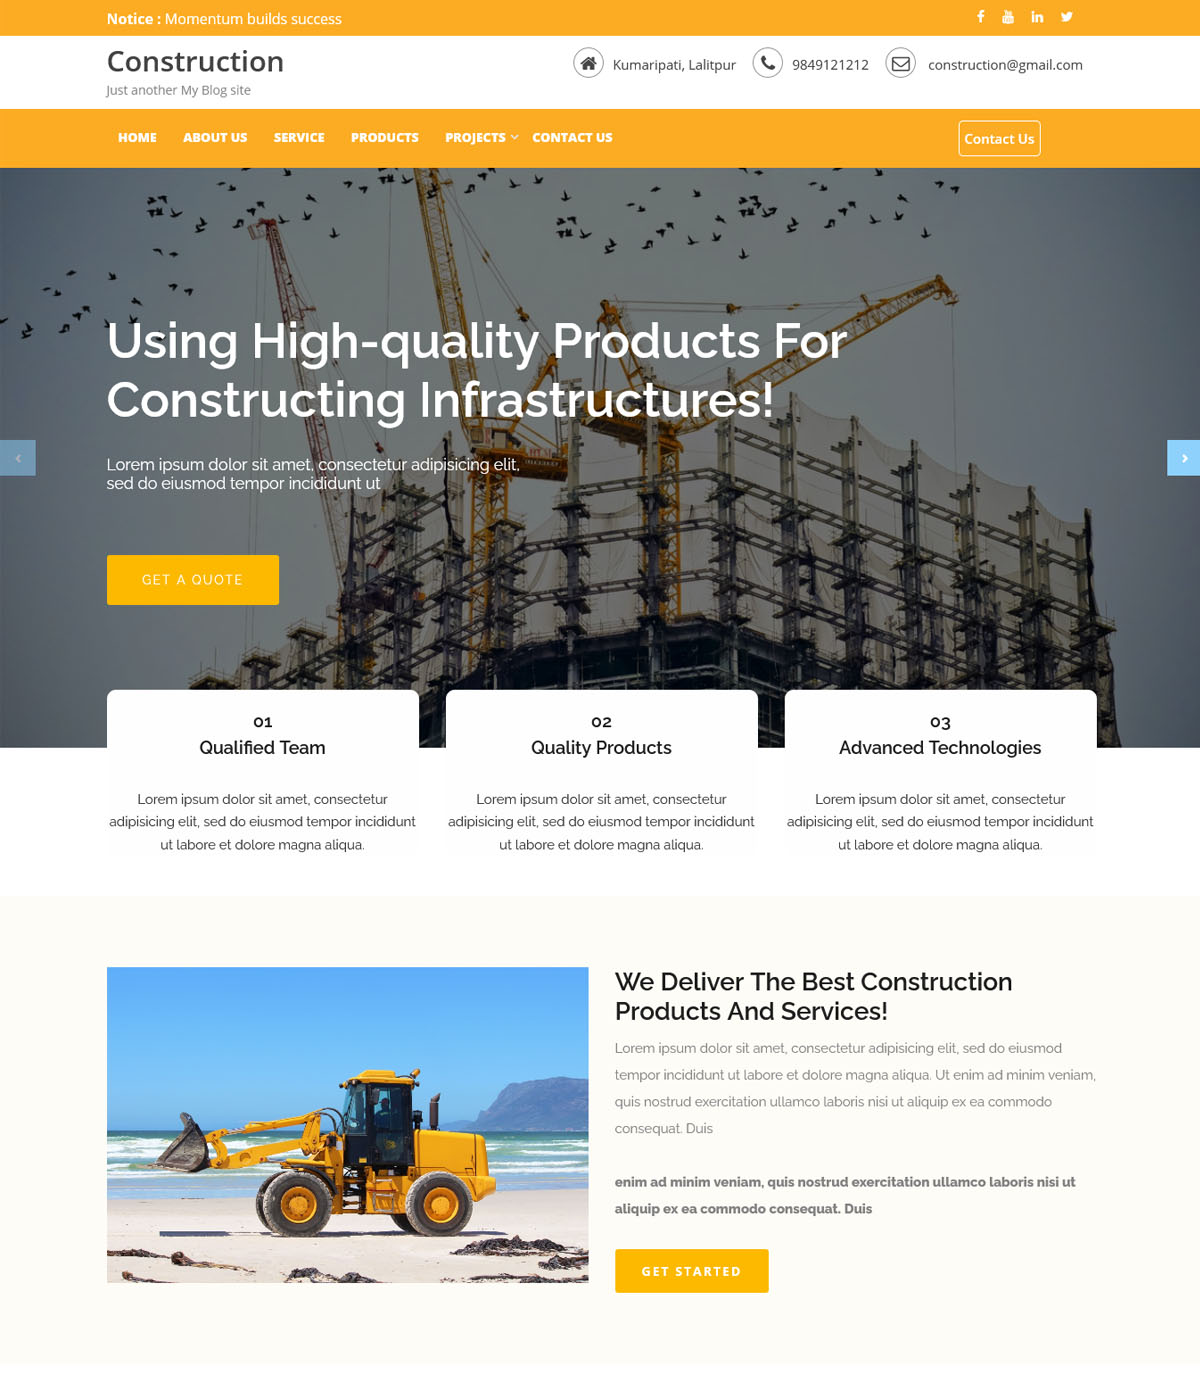 Notice : Momentum builds success
Construction
Just another My Blog site
Kumaripati, Lalitpur
9849121212
construction@gmail.com
HOME ABOUT US SERVICE PRODUCTS PROJECTS CONTACT US
Contact Us
Using High-quality Products For
Constructing Infrastructures!
Lorem ipsum dolor sit amet, consectetur adipisicing elit,
sed do eiusmod tempor incididunt ut
GET A QUOTE
01
Qualified Team
Lorem ipsum dolor sit amet, consectetur
adipisicing elit, sed do eiusmod tempor incididunt
ut labore et dolore magna aliqua.
02
Quality Products
Lorem ipsum dolor sit amet, consectetur
adipisicing elit, sed do eiusmod tempor incididunt
ut labore et dolore magna aliqua.
03
Advanced Technologies
Lorem ipsum dolor sit amet, consectetur
adipisicing elit, sed do eiusmod tempor incididunt
ut labore et dolore magna aliqua.
We Deliver The Best Construction
Products And Services!
Lorem ipsum dolor sit amet, consectetur adipisicing elit, sed do eiusmod
tempor incididunt ut labore et dolore magna aliqua. Ut enim ad minim veniam,
quis nostrud exercitation ullamco laboris nisi ut aliquip ex ea commodo
consequat. Duis
enim ad minim veniam, quis nostrud exercitation ullamco laboris nisi ut
aliquip ex ea commodo consequat. Duis
GET STARTED